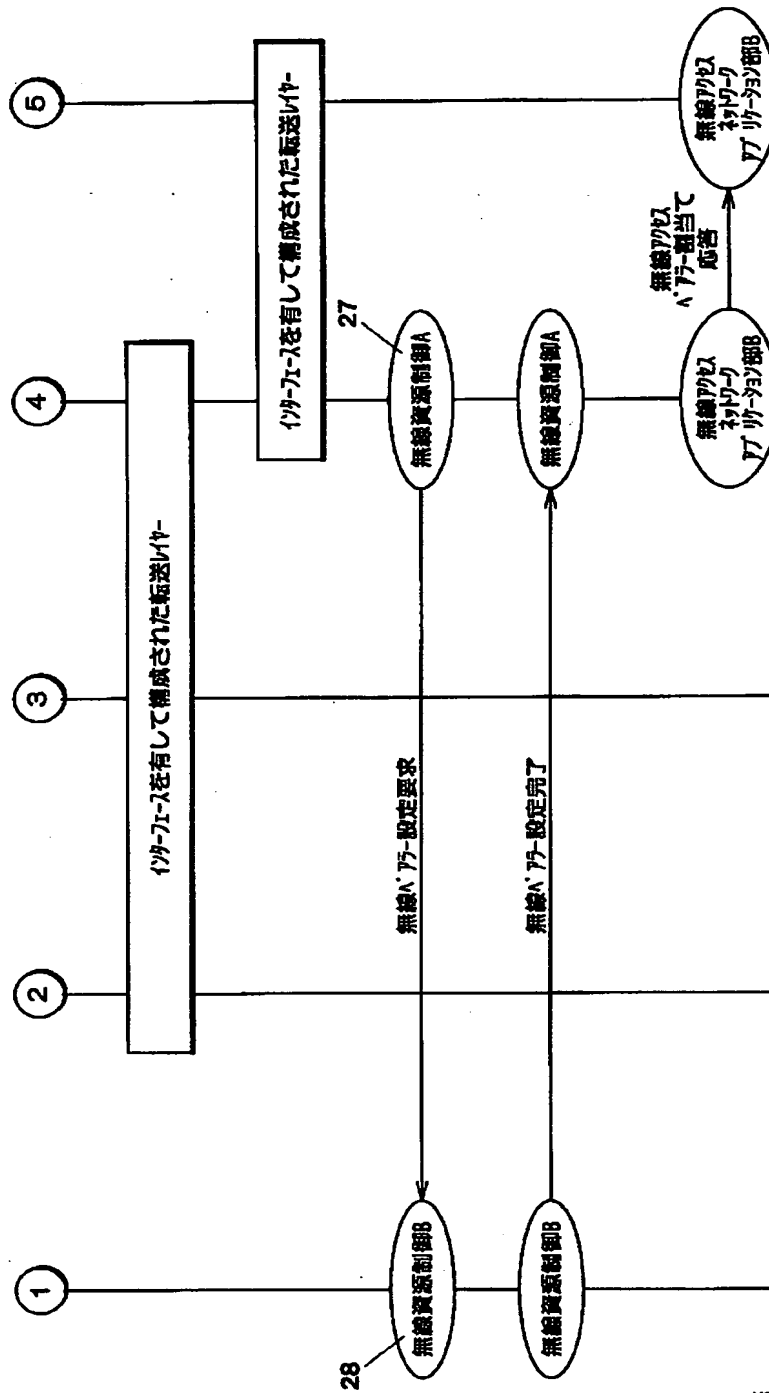 1
2
3
4
5
インターフェースを有して構成された転送レイヤー
インターフェースを有して構成された転送レイヤー
28
無線資源制御B
無線ベアラー設定要求
27
無線資源制御A
無線資源制御B
無線ベアラー設定完了
無線資源制御A
無線アクセス
ネットワーク
アプリケーション部B
無線アクセス
ベアラー割当て
応答
無線アクセス
ネットワーク
アプリケーション部B